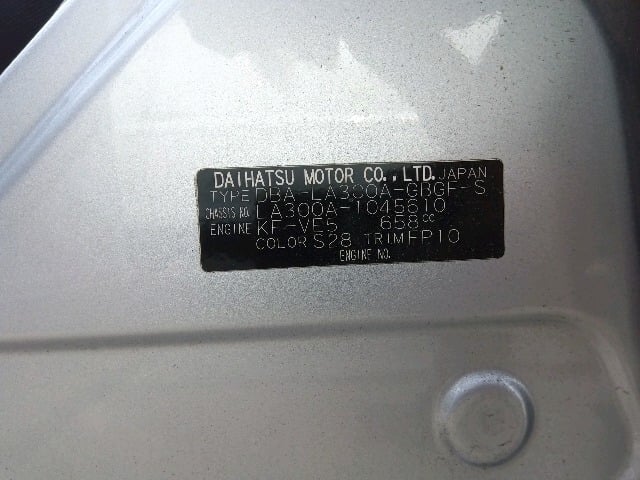 DAIHATSU MOTOR CO.,LTD. JAPAN
TYPE DBA-LA300A-GBGF-S
CHASSIS NO. LA300A-1045610
ENGINE KF-VE5 658CC
COLOR S28 TRIM FP10
ENGINE NO.